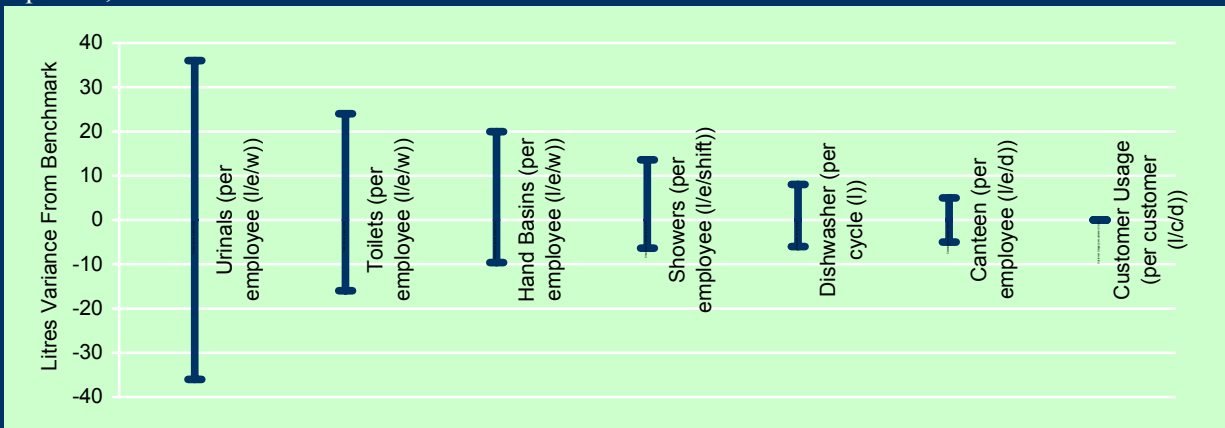 Litres Variance From Benchmark
40
30
20
10
0
-10
-20
-30
-40
Urinals (per
employee (l/e/w))
Toilets (per
employee (l/e/w))
Hand Basins (per
employee (l/e/w))
Showers (per
employee (l/e/shift))
Dishwasher (per
cycle (l))
Canteen (per
employee (l/e/d))
Customer Usage
(per customer
(l/c/d))